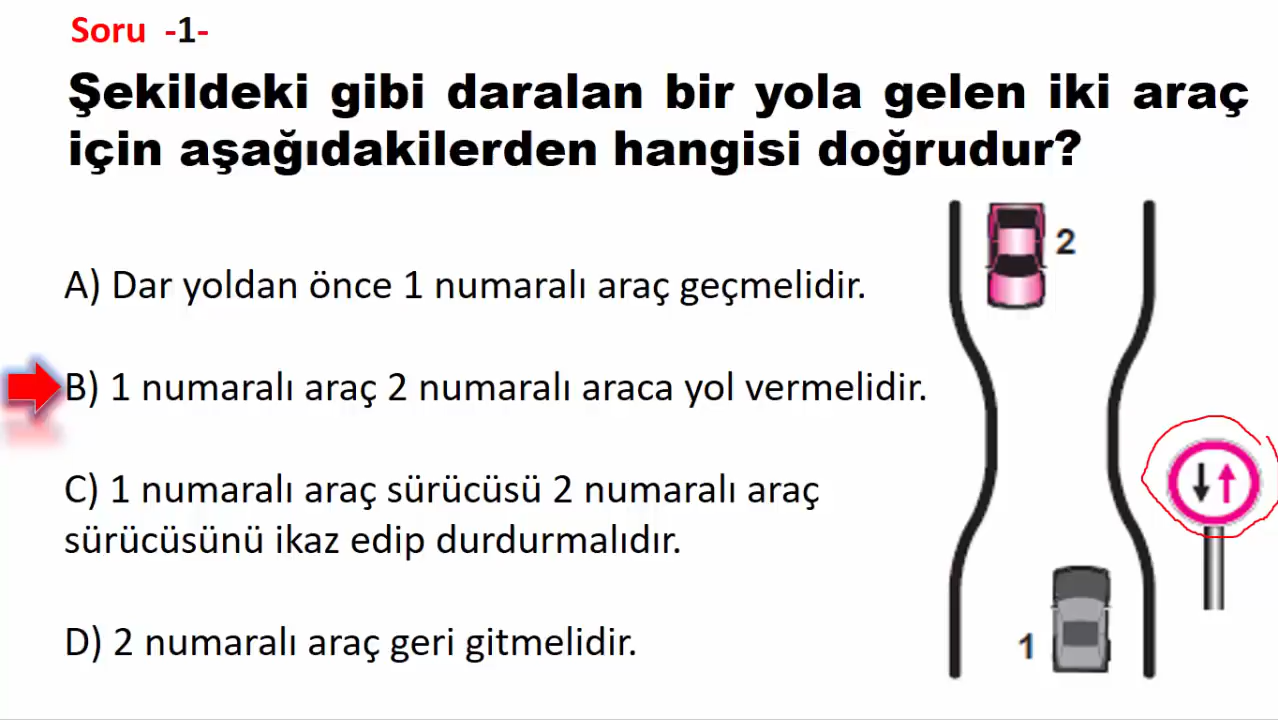 Soru -1-
Şekildeki gibi daralan bir yola gelen iki araç
için aşağıdakilerden hangisi doğrudur?
A) Dar yoldan önce 1 numaralı araç geçmelidir.
B) 1 numaralı araç 2 numaralı araca yol vermelidir.
C) 1 numaralı araç sürücüsü 2 numaralı araç
sürücüsünü ikaz edip durdurmalıdır.
D) 2 numaralı araç geri gitmelidir.
2
1